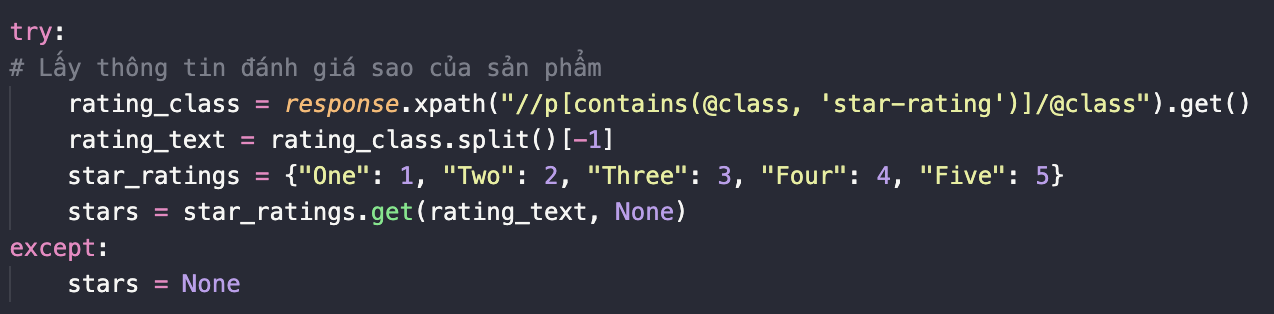 try:
# Lấy thông tin đánh giá sao của sản phẩm
    rating_class = response.xpath("//p[contains(@class, 'star-rating')]/@class").get()
    rating_text = rating_class.split()[-1]
    star_ratings = {"One": 1, "Two": 2, "Three": 3, "Four": 4, "Five": 5}
    stars = star_ratings.get(rating_text, None)
except:
    stars = None